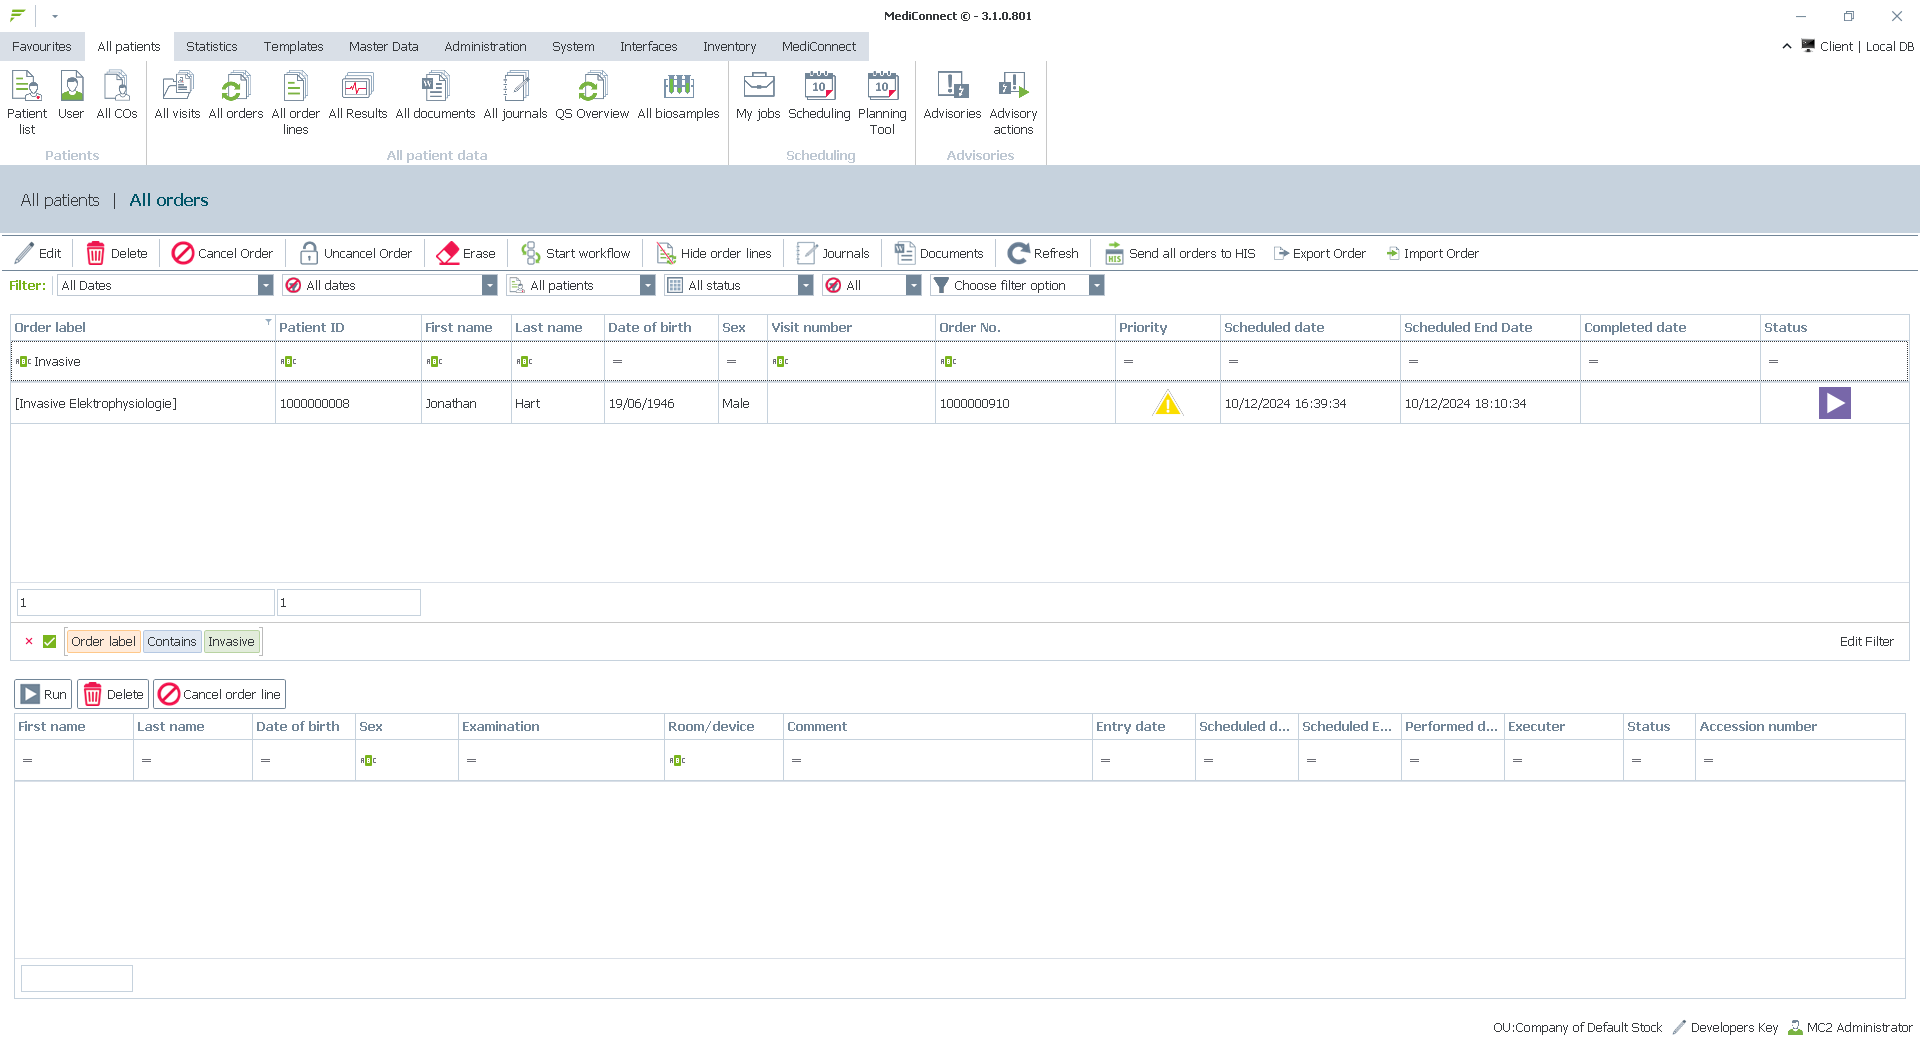 MediConnect © - 3.1.0.801
Favourites All patients Statistics Templates Master Data Administration System Interfaces Inventory MediConnect Client | Local DB
Patient list User All COs All visits All orders All order lines All Results All documents All journals QS Overview All biosamples My jobs Scheduling Planning Tool Advisories Advisory actions
Patients All patient data Scheduling Advisories
All patients | All orders
Edit Delete Cancel Order Uncancel Order Erase Start workflow Hide order lines Journals Documents Refresh Send all orders to HIS Export Order Import Order
Filter: All Dates All dates All patients All status All Choose filter option
Order label Patient ID First name Last name Date of birth Sex Visit number Order No. Priority Scheduled date Scheduled End Date Completed date Status
Invasive = = = = = = =
[Invasive Elektrophysiologie] 1000000008 Jonathan Hart 19/06/1946 Male 1000000910 10/12/2024 16:39:34 10/12/2024 18:10:34
1 1
Order label Contains Invasive Edit Filter
Run Delete Cancel order line
First name Last name Date of birth Sex Examination Room/device Comment Entry date Scheduled d... Scheduled E... Performed d... Executer Status Accession number
= = = = = = = = = = = =
OU:Company of Default Stock Developers Key MC2 Administrator